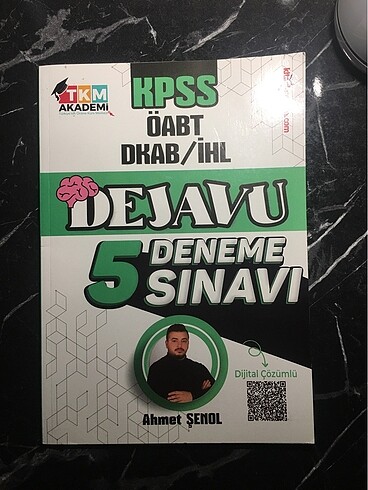 TKM
AKADEMİ
KPSS
ÖABT
DKAB/İHL
DEJAVU
5 DENEME
SINAVI
Dijital Çözümlü
Ahmet ŞENOL